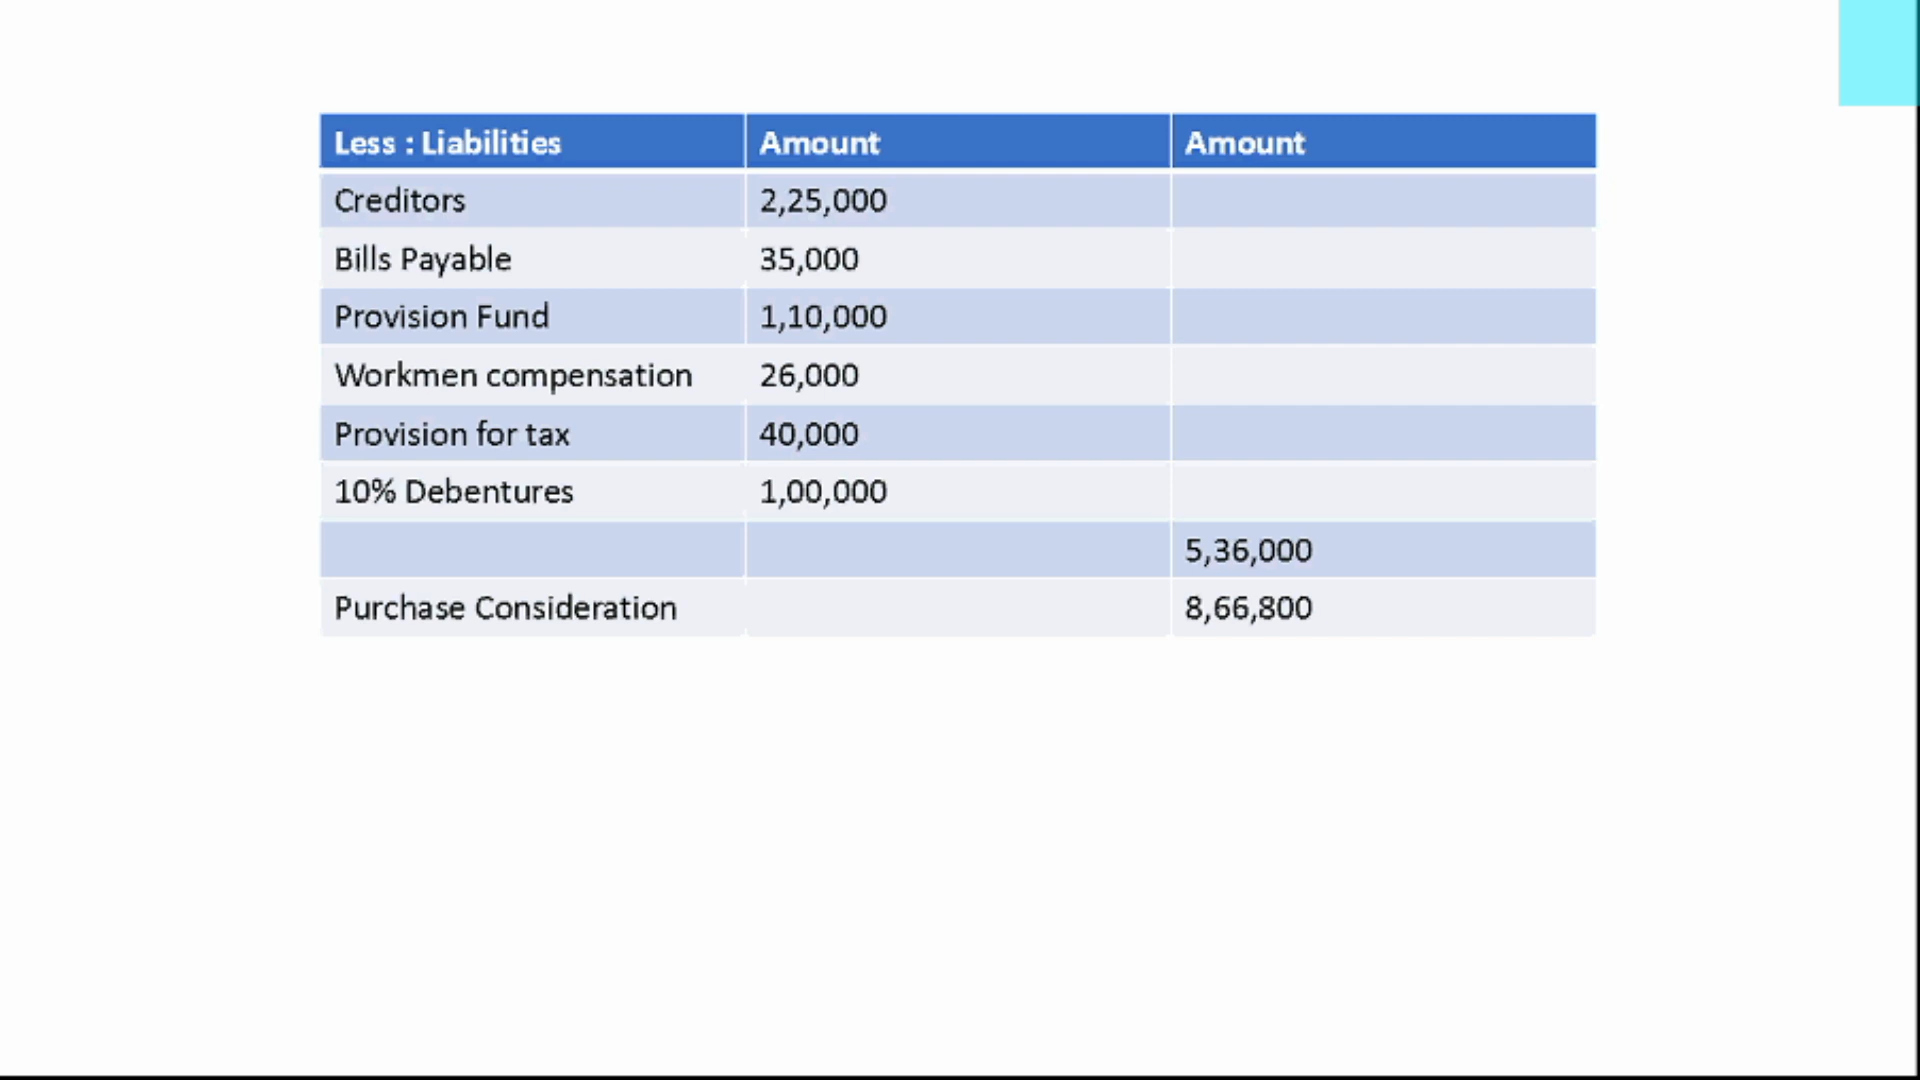 Less : Liabilities Amount Amount
Creditors 2,25,000
Bills Payable 35,000
Provision Fund 1,10,000
Workmen compensation 26,000
Provision for tax 40,000
10% Debentures 1,00,000
5,36,000
Purchase Consideration 8,66,800